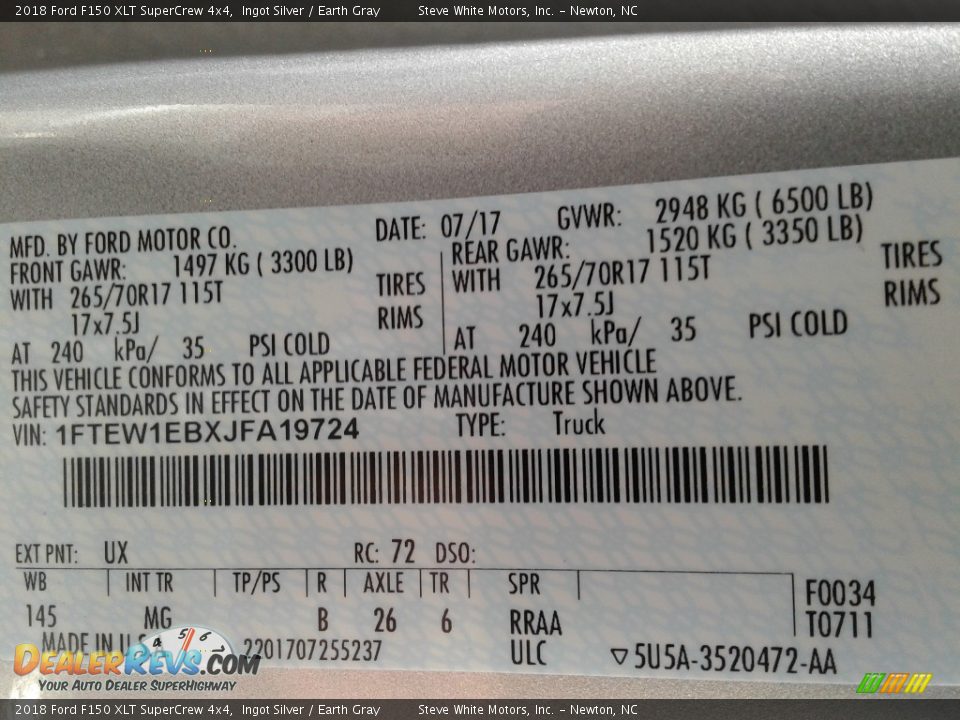 2018 Ford F150 XLT SuperCrew 4x4, Ingot Silver / Earth Gray Steve White Motors, Inc. – Newton, NC
MFD. BY FORD MOTOR CO. DATE: 07/17 GVWR: 2948 KG ( 6500 LB)
FRONT GAWR: 1497 KG ( 3300 LB) REAR GAWR: 1520 KG ( 3350 LB)
WITH 265/70R17 115T TIRES WITH 265/70R17 115T TIRES
17x7.5J RIMS 17x7.5J RIMS
AT 240 kPa/ 35 PSI COLD AT 240 kPa/ 35 PSI COLD
THIS VEHICLE CONFORMS TO ALL APPLICABLE FEDERAL MOTOR VEHICLE
SAFETY STANDARDS IN EFFECT ON THE DATE OF MANUFACTURE SHOWN ABOVE.
VIN: 1FTEW1EBXJFA19724 TYPE: Truck
EXT PNT: UX RC: 72 DSO:
WB INT TR TP/PS R AXLE TR SPR F0034
145 MG B 26 6 RRAA T0711
MADE IN U.S 2201707255237 ULC ▽5U5A-3520472-AA
4 5 6
DEALERREVS.COM
YOUR AUTO DEALER SUPERHIGHWAY
2018 Ford F150 XLT SuperCrew 4x4, Ingot Silver / Earth Gray Steve White Motors, Inc. – Newton, NC